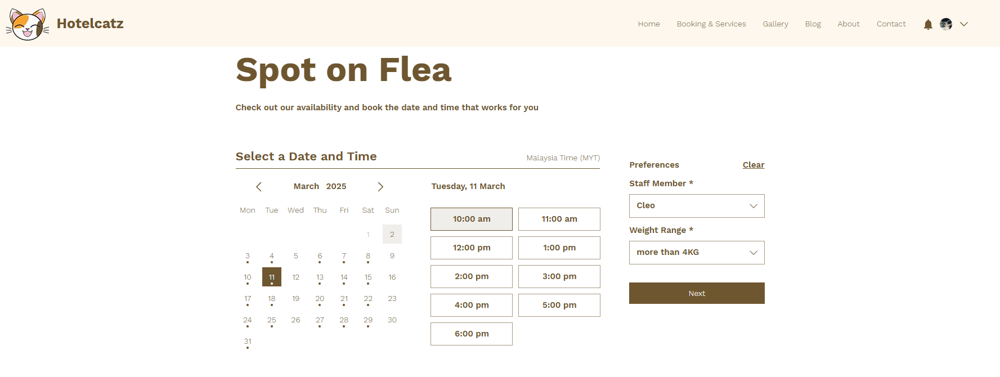 Hotelcatz
Home Booking & Services Gallery Blog About Contact
Spot on Flea
Check out our availability and book the date and time that works for you
Select a Date and Time
Malaysia Time (MYT)
March 2025
Mon Tue Wed Thu Fri Sat Sun
1 2
3 4 5 6 7 8 9
10 11 12 13 14 15 16
17 18 19 20 21 22 23
24 25 26 27 28 29 30
31
Tuesday, 11 March
10:00 am 11:00 am
12:00 pm 1:00 pm
2:00 pm 3:00 pm
4:00 pm 5:00 pm
6:00 pm
Preferences Clear
Staff Member *
Cleo
Weight Range *
more than 4KG
Next